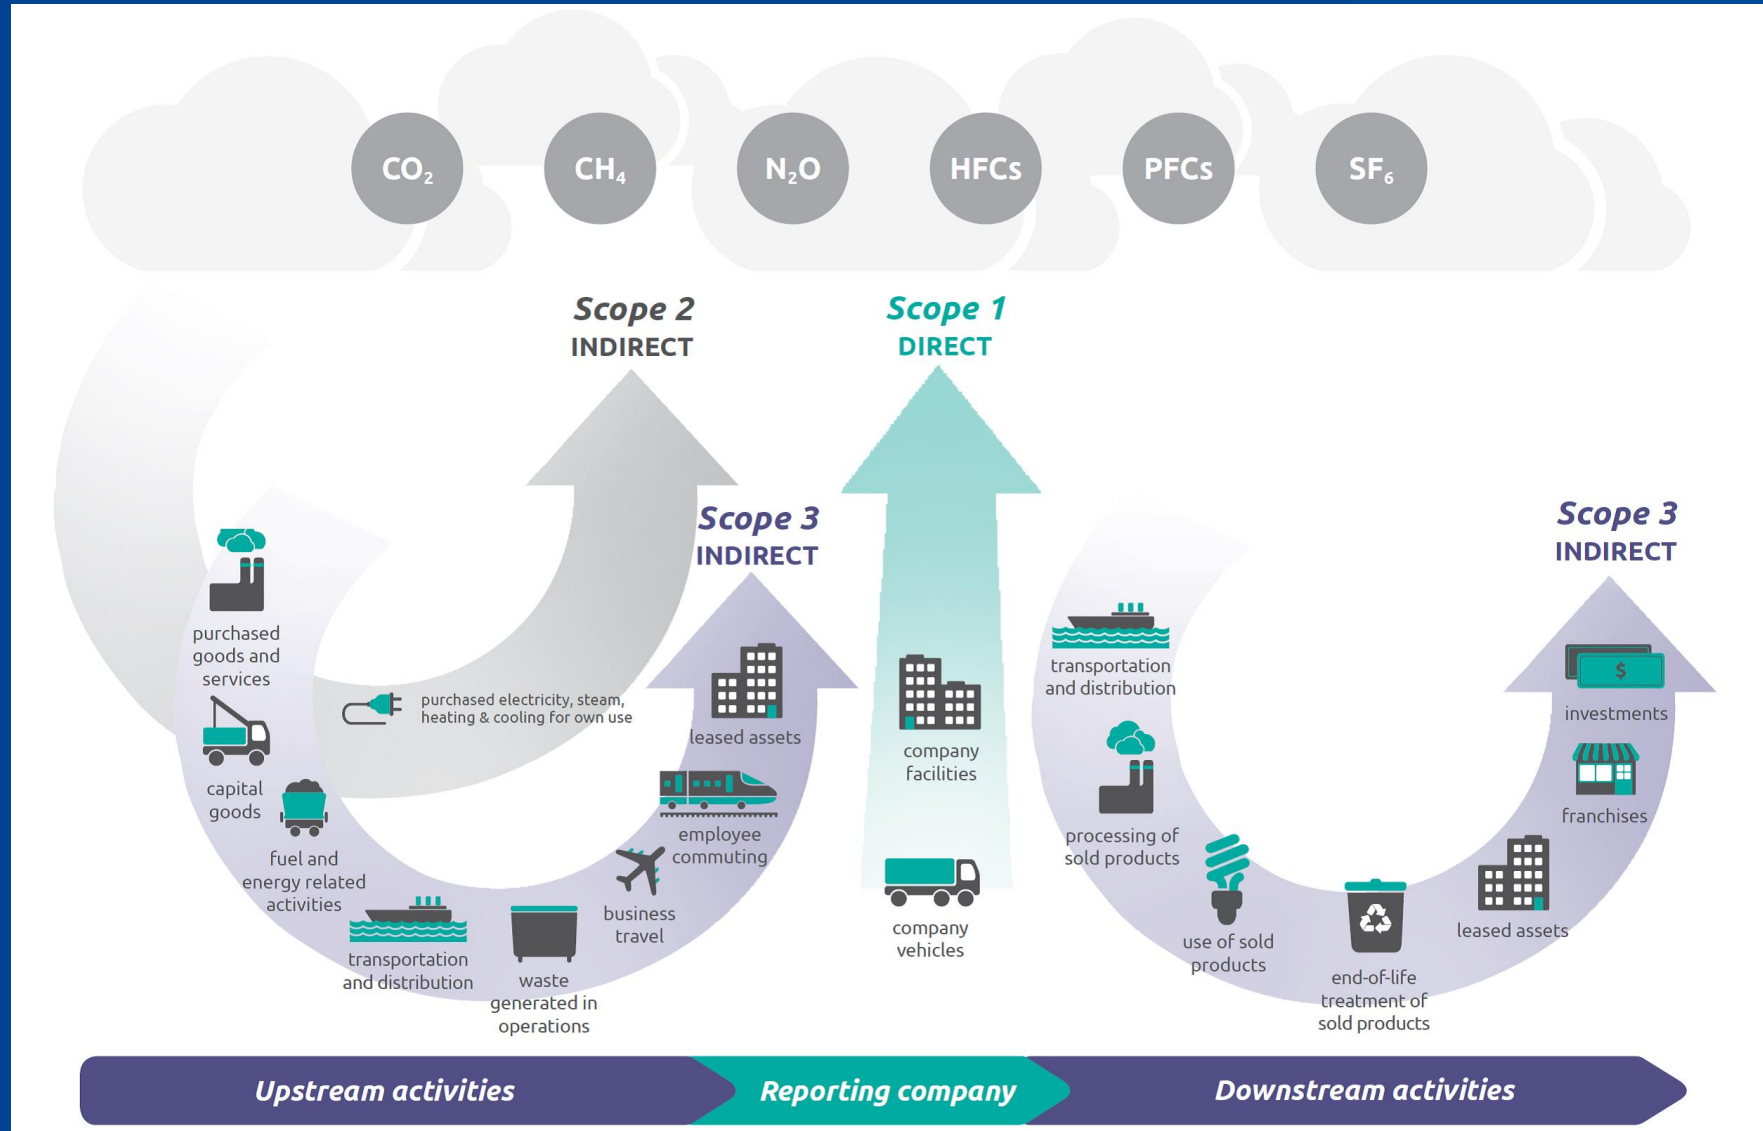 CO₂
CH₄
N₂O
HFCs
PFCs
SF₆
Scope 2
INDIRECT
Scope 1
DIRECT
Scope 3
INDIRECT
Scope 3
INDIRECT
purchased
goods and
services
capital
goods
fuel and
energy related
activities
transportation
and distribution
waste
generated in
operations
business
travel
employee
commuting
leased assets
purchased electricity, steam,
heating & cooling for own use
company
facilities
company
vehicles
transportation
and distribution
processing of
sold products
use of sold
products
end-of-life
treatment of
sold products
leased assets
franchises
$
investments
Upstream activities
Reporting company
Downstream activities